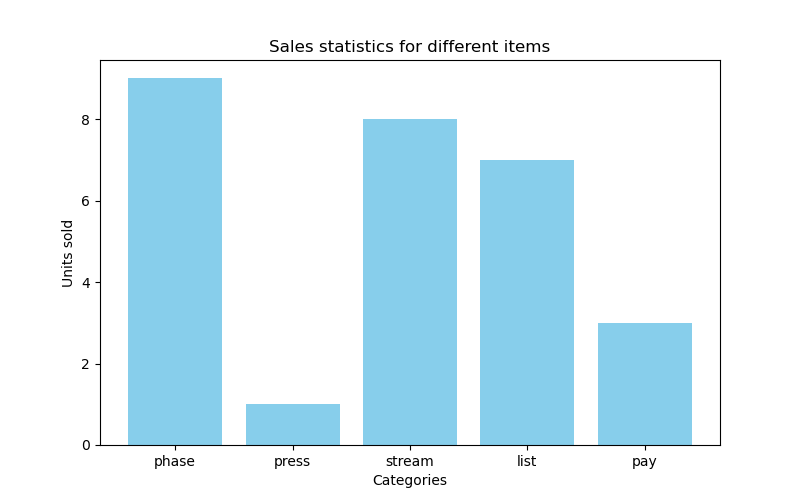 Sales statistics for different items
Units sold
8
6
4
2
0
phase press stream list pay
Categories